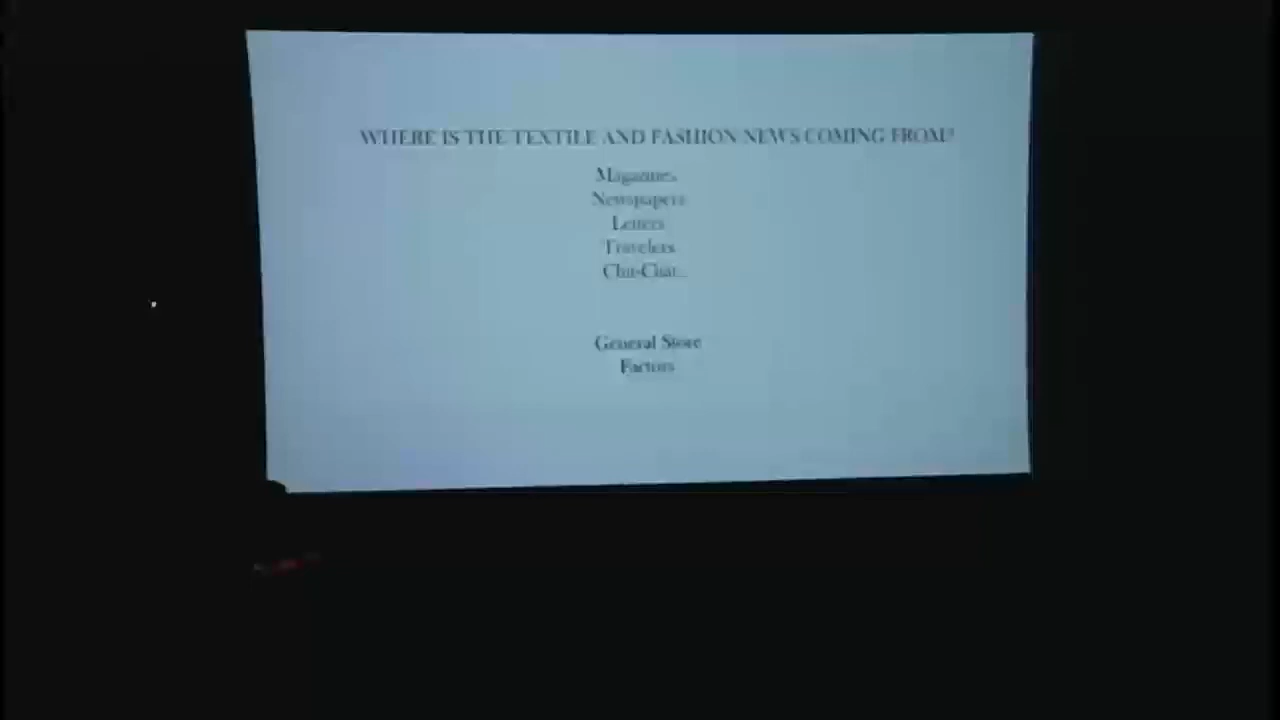 WHERE IS THE TEXTILE AND FASHION NEWS COMING FROM?
Magazines
Newspapers
Letters
Travelers
Chit-Chat...
General Store
Factors